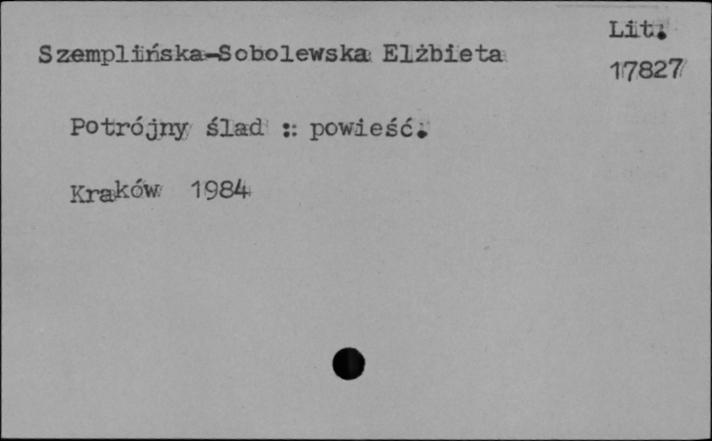 Lit.
Szemplińska-Sobolewska Elżbieta
17827
Potrójny ślad : powieść.
Kraków 1984